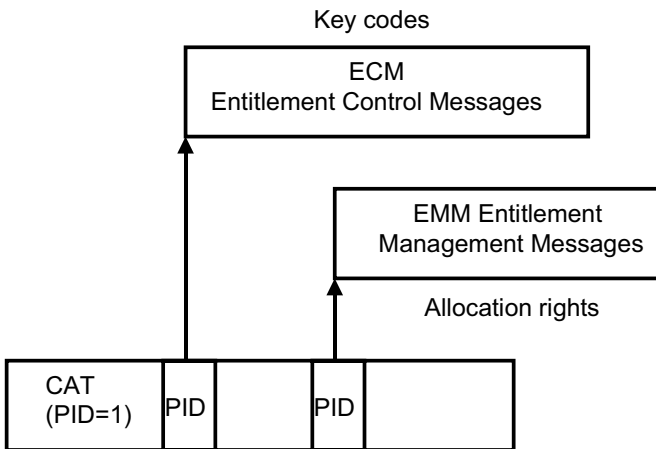 Key codes
ECM
Entitlement Control Messages
EMM Entitlement
Management Messages
Allocation rights
CAT
(PID=1)
PID
PID